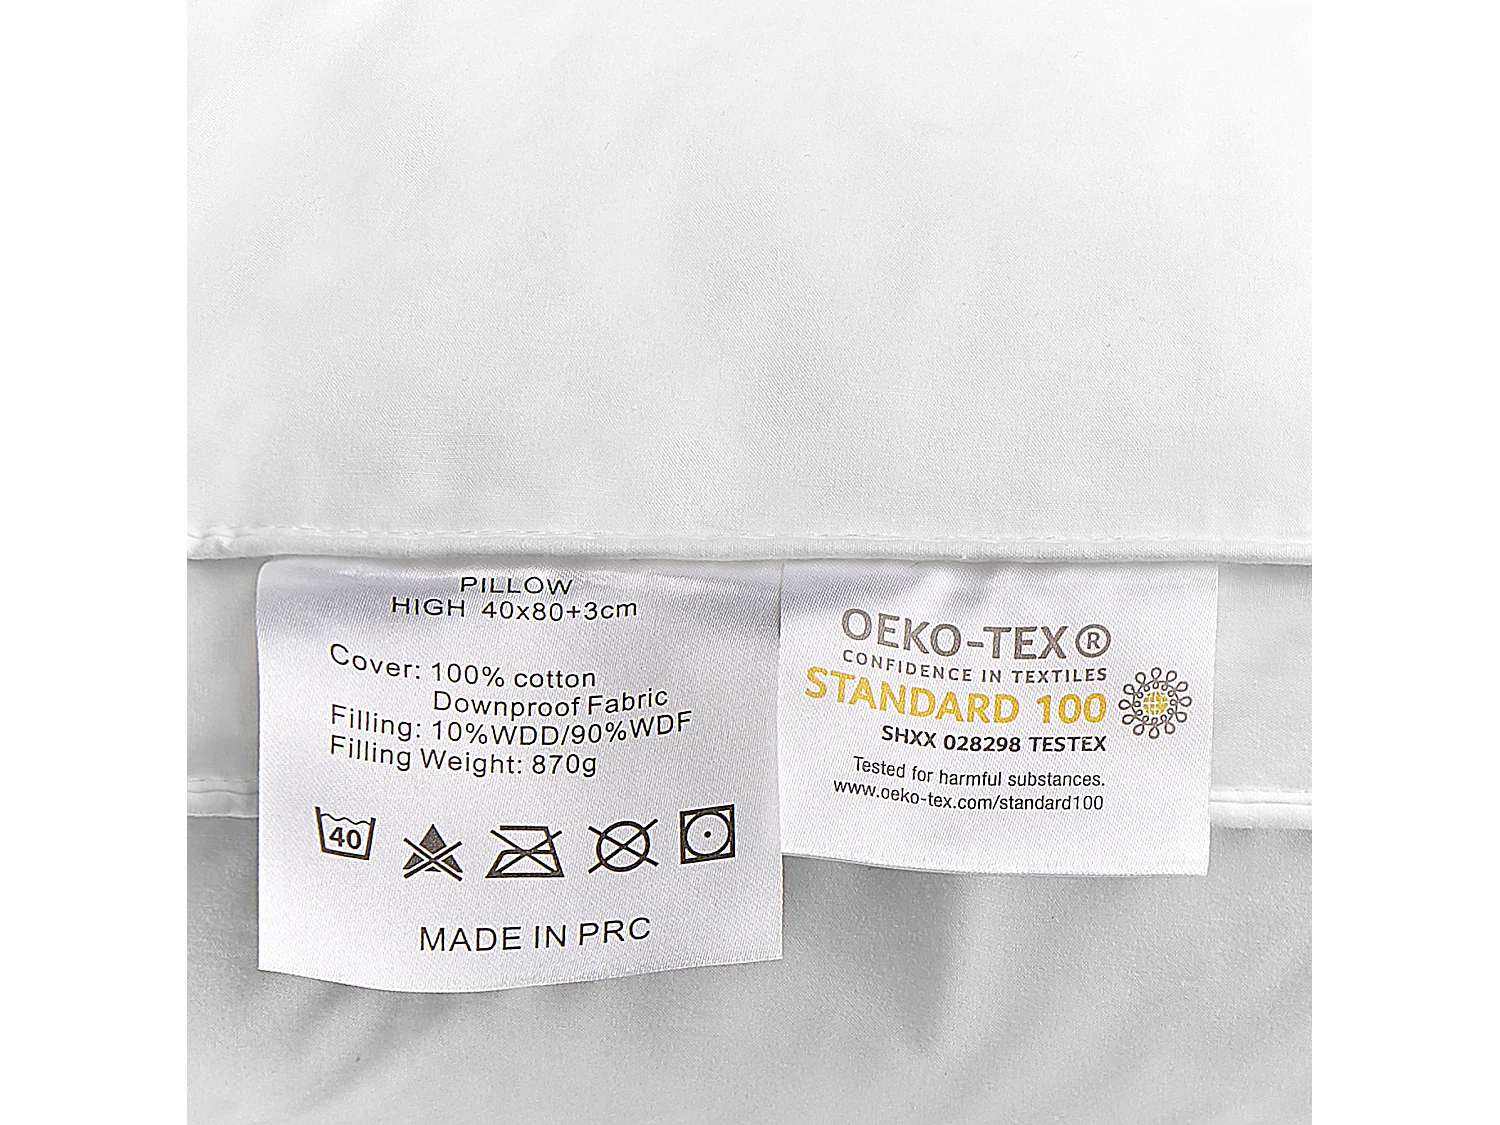 PILLOW
HIGH 40x80+3cm
Cover: 100% cotton
Downproof Fabric
Filling: 10%WDD/90%WDF
Filling Weight: 870g
40
MADE IN PRC
OEKO-TEX®
CONFIDENCE IN TEXTILES
STANDARD 100
SHXX 028298 TESTEX
Tested for harmful substances.
www.oeko-tex.com/standard100